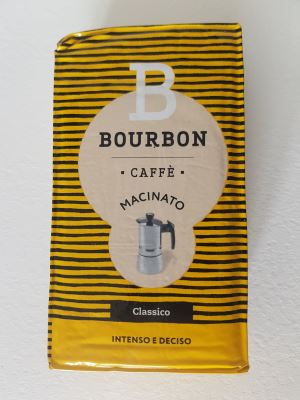 B
BOURBON
· CAFFÈ ·
MACINATO
Classico
INTENSO E DECISO